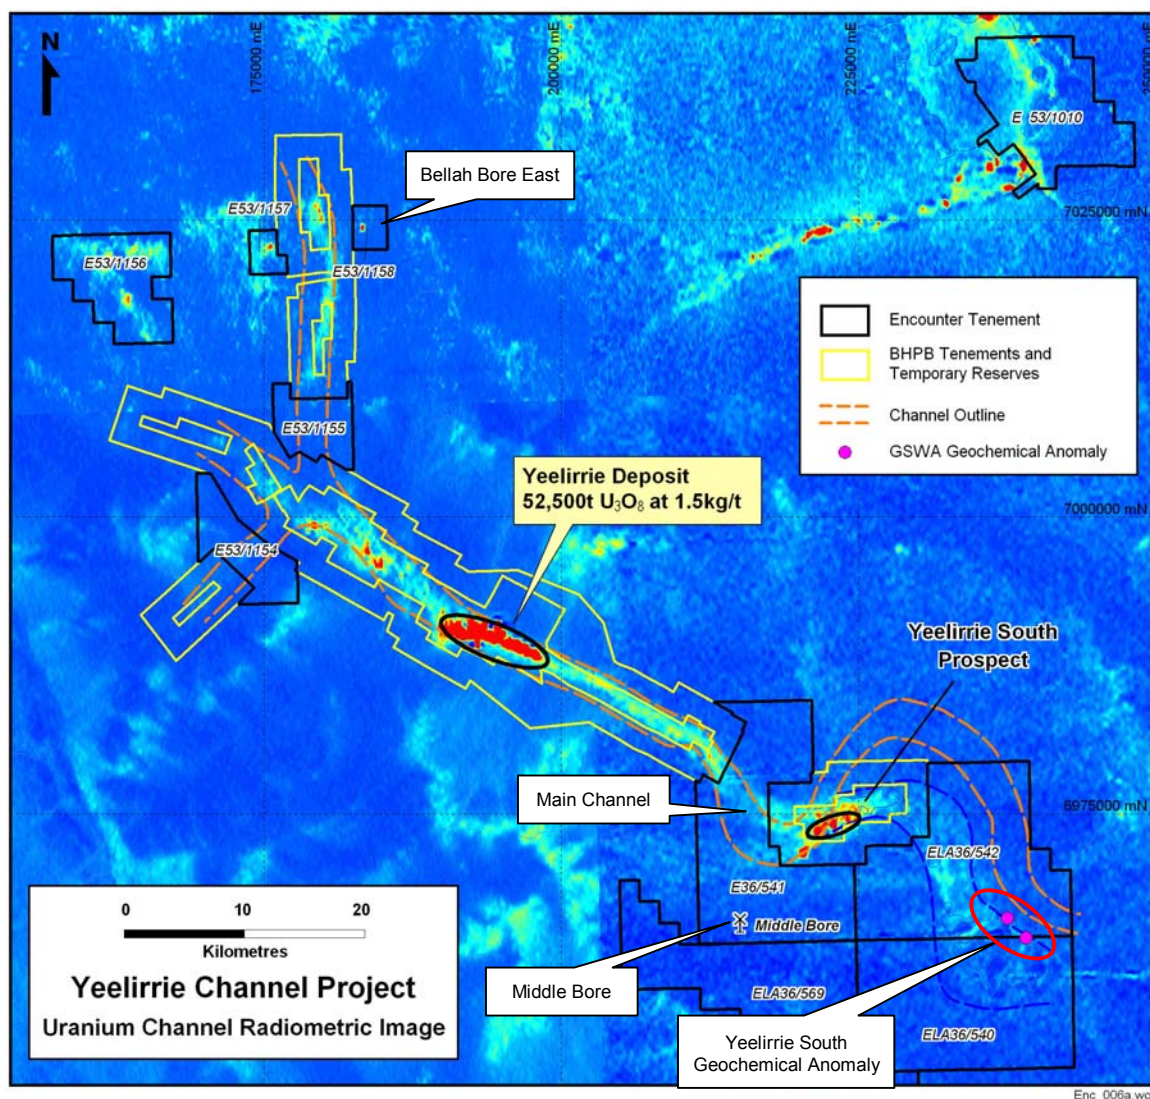 N
175000 mE
200000 mE
225000 mE
E 53/1010
Bellah Bore East
E53/1157
7025000 mN
E53/1156
E53/1158
Encounter Tenement
BHPB Tenements and
Temporary Reserves
Channel Outline
GSWA Geochemical Anomaly
E53/1155
Yeelirrie Deposit
52,500t U₃O₈ at 1.5kg/t
7000000 mN
E53/1154
Yeelirrie South
Prospect
Main Channel
6975000 mN
ELA36/542
E36/541
Middle Bore
Middle Bore
0 10 20
Kilometres
Yeelirrie Channel Project
Uranium Channel Radiometric Image
ELA36/569
ELA36/540
Yeelirrie South
Geochemical Anomaly